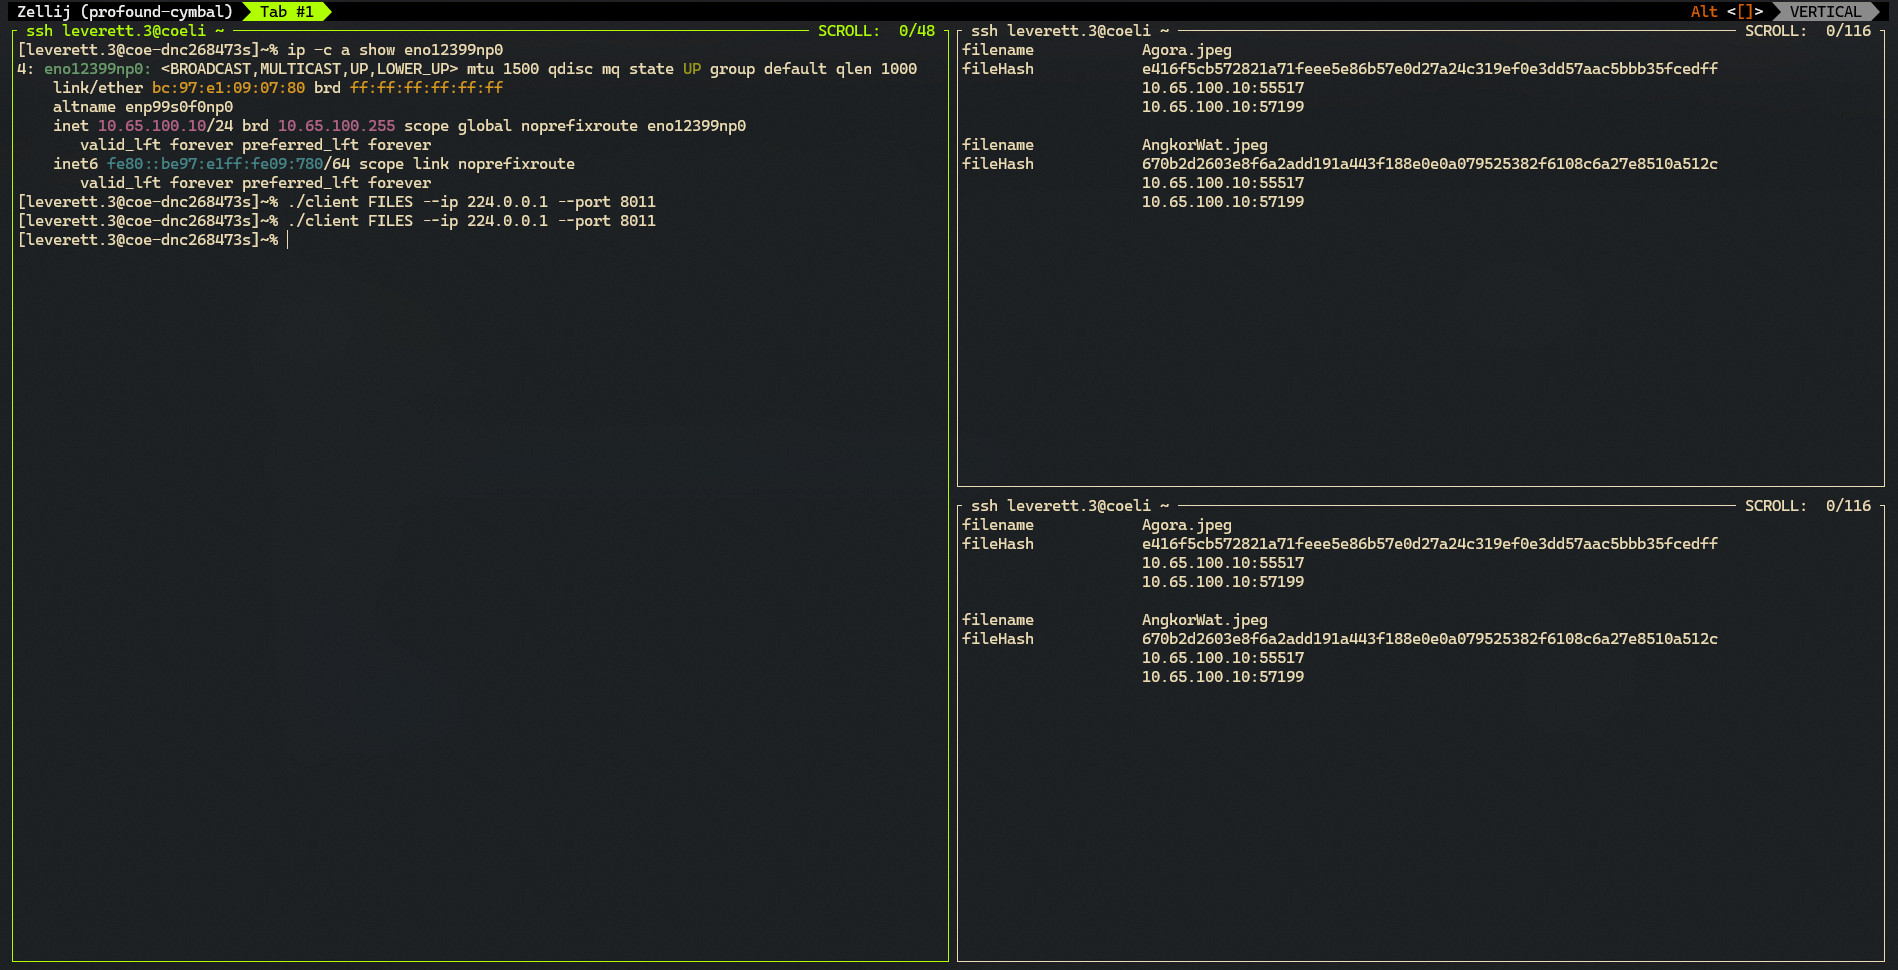 Zellij (profound-cymbal) Tab #1 Alt <[]> VERTICAL
ssh leverett.3@coeli ~ SCROLL: 0/48
[leverett.3@coe-dnc268473s]~% ip -c a show eno12399np0
4: eno12399np0: <BROADCAST,MULTICAST,UP,LOWER_UP> mtu 1500 qdisc mq state UP group default qlen 1000
link/ether bc:97:e1:09:07:80 brd ff:ff:ff:ff:ff:ff
altname enp99s0f0np0
inet 10.65.100.10/24 brd 10.65.100.255 scope global noprefixroute eno12399np0
valid_lft forever preferred_lft forever
inet6 fe80::be97:e1ff:fe09:780/64 scope link noprefixroute
valid_lft forever preferred_lft forever
[leverett.3@coe-dnc268473s]~% ./client FILES --ip 224.0.0.1 --port 8011
[leverett.3@coe-dnc268473s]~% ./client FILES --ip 224.0.0.1 --port 8011
[leverett.3@coe-dnc268473s]~%
ssh leverett.3@coeli ~ SCROLL: 0/116
filename Agora.jpeg
fileHash e416f5cb572821a71feee5e86b57e0d27a24c319ef0e3dd57aac5bbb35fcedff
10.65.100.10:55517
10.65.100.10:57199
filename AngkorWat.jpeg
fileHash 670b2d2603e8f6a2add191a443f188e0e0a079525382f6108c6a27e8510a512c
10.65.100.10:55517
10.65.100.10:57199
ssh leverett.3@coeli ~ SCROLL: 0/116
filename Agora.jpeg
fileHash e416f5cb572821a71feee5e86b57e0d27a24c319ef0e3dd57aac5bbb35fcedff
10.65.100.10:55517
10.65.100.10:57199
filename AngkorWat.jpeg
fileHash 670b2d2603e8f6a2add191a443f188e0e0a079525382f6108c6a27e8510a512c
10.65.100.10:55517
10.65.100.10:57199